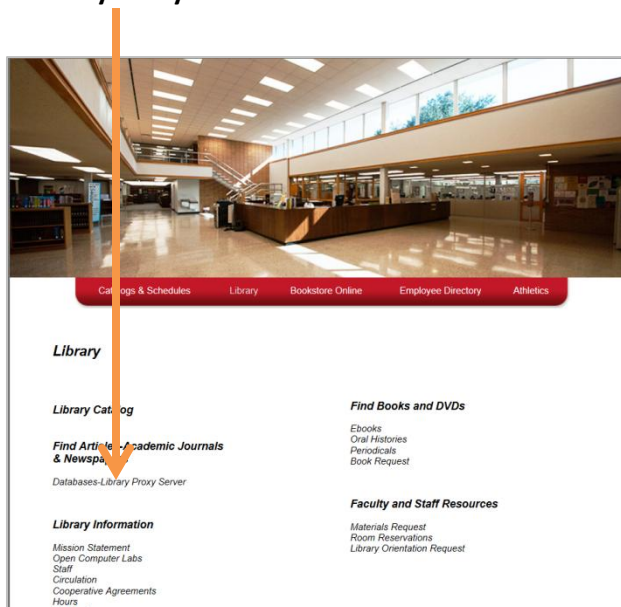 Catalogs & Schedules Library Bookstore Online Employee Directory Athletics
Library
Library Catalog
Find Articles-Academic Journals
& Newspapers
Databases-Library Proxy Server
Library Information
Mission Statement
Open Computer Labs
Staff
Circulation
Cooperative Agreements
Hours
Find Books and DVDs
Ebooks
Oral Histories
Periodicals
Book Request
Faculty and Staff Resources
Materials Request
Room Reservations
Library Orientation Request